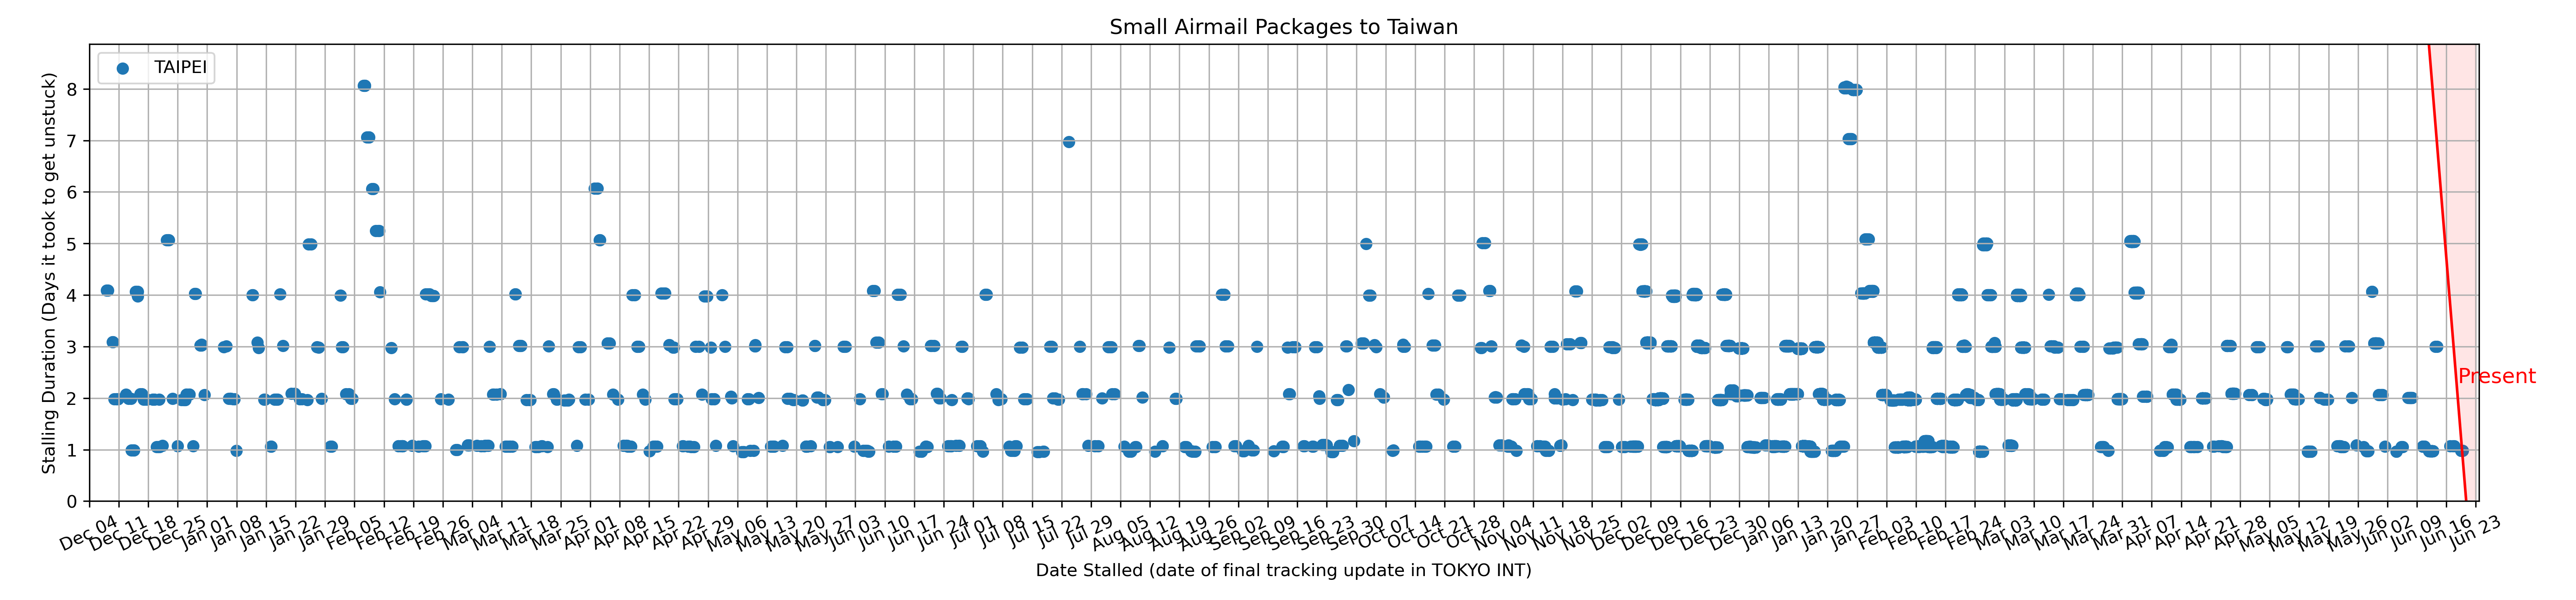 Small Airmail Packages to Taiwan
TAIPEI
Stalling Duration (Days it took to get unstuck)
8
7
6
5
4
3
2
1
0
Present
Dec 04
Dec 11
Dec 18
Dec 25
Jan 01
Jan 08
Jan 15
Jan 22
Jan 29
Feb 05
Feb 12
Feb 19
Feb 26
Mar 04
Mar 11
Mar 18
Mar 25
Apr 01
Apr 08
Apr 15
Apr 22
Apr 29
May 06
May 13
May 20
May 27
Jun 03
Jun 10
Jun 17
Jun 24
Jul 01
Jul 08
Jul 15
Jul 22
Jul 29
Aug 05
Aug 12
Aug 19
Aug 26
Sep 02
Sep 09
Sep 16
Sep 23
Sep 30
Oct 07
Oct 14
Oct 21
Oct 28
Nov 04
Nov 11
Nov 18
Nov 25
Dec 02
Dec 09
Dec 16
Dec 23
Dec 30
Jan 06
Jan 13
Jan 20
Jan 27
Feb 03
Feb 10
Feb 17
Feb 24
Mar 03
Mar 10
Mar 17
Mar 24
Mar 31
Apr 07
Apr 14
Apr 21
Apr 28
May 05
May 12
May 19
May 26
Jun 02
Jun 09
Jun 16
Jun 23
Date Stalled (date of final tracking update in TOKYO INT)